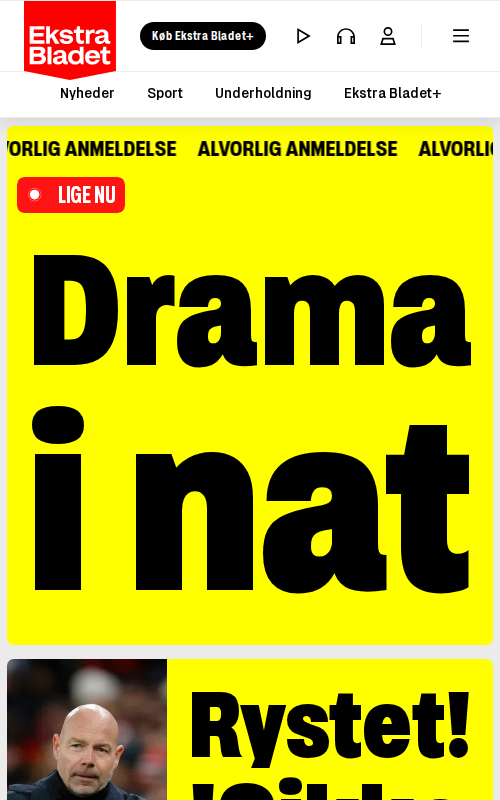 Ekstra
Bladet
Køb Ekstra Bladet+
Nyheder
Sport
Underholdning
Ekstra Bladet+
ALVORLIG ANMELDELSE
ALVORLIG ANMELDELSE
LIGE NU
Drama
i nat
Rystet!